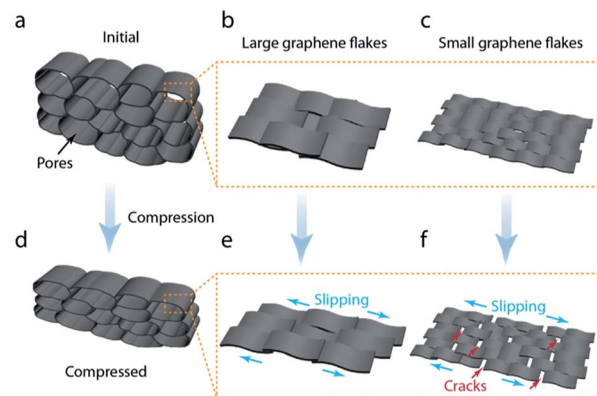 a
Initial
b
Large graphene flakes
c
Small graphene flakes
Pores
Compression
d
Compressed
e
Slipping
f
Slipping
Cracks